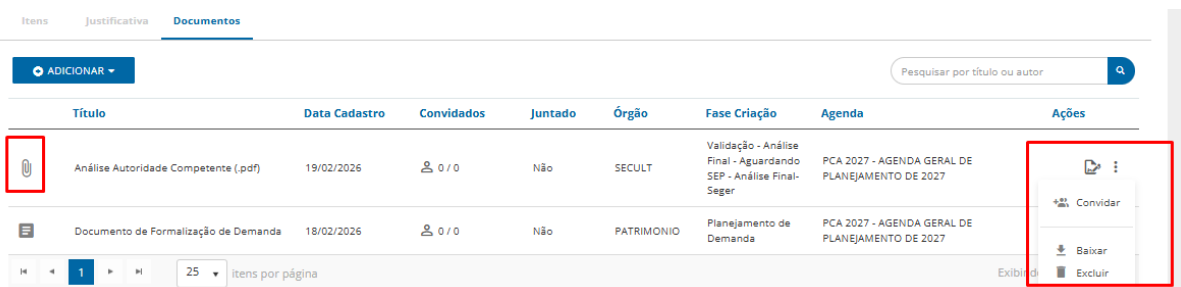 Itens Justificativa Documentos
ADICIONAR
Pesquisar por título ou autor
Título Data Cadastro Convidados Juntado Órgão Fase Criação Agenda Ações
Análise Autoridade Competente (.pdf) 19/02/2026 0 / 0 Não SECULT
Validação - Análise
Final - Aguardando
SEP - Análise Final-
Seger
PCA 2027 - AGENDA GERAL DE
PLANEJAMENTO DE 2027
Convidar
Documento de Formalização de Demanda 18/02/2026 0 / 0 Não PATRIMONIO
Planejamento de
Demanda
PCA 2027 - AGENDA GERAL DE
PLANEJAMENTO DE 2027
Baixar
Excluir
1 25 itens por página